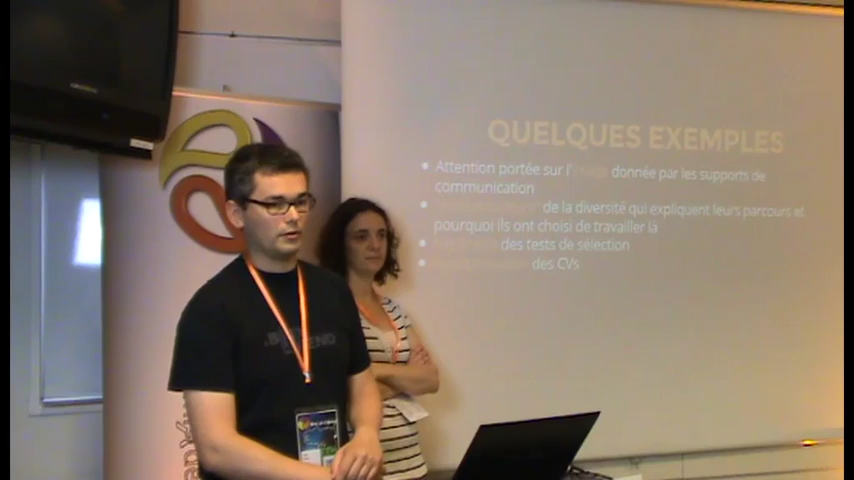 QUELQUES EXEMPLES
Attention portée sur l'image donnée par les supports de
communication
de la diversité qui expliquent leurs parcours et
pourquoi ils ont choisi de travailler là
des tests de sélection
des CVs